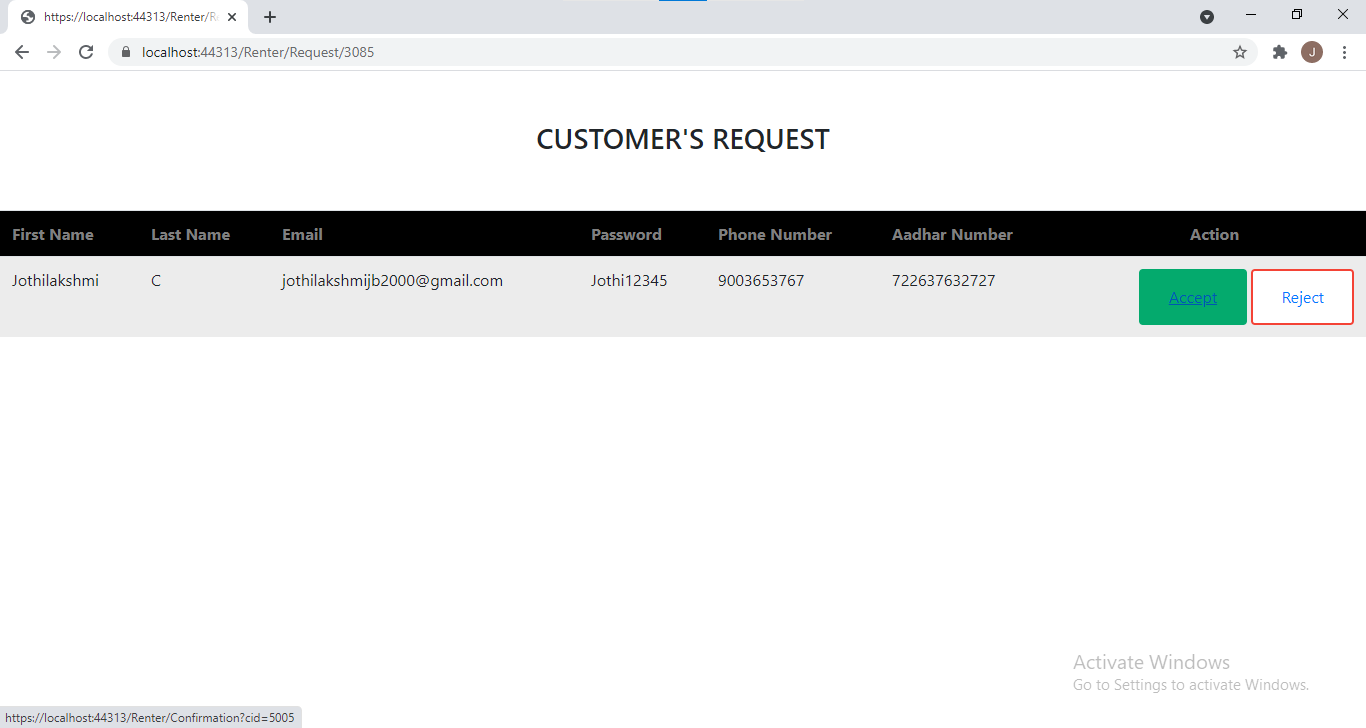 https://localhost:44313/Renter/R
localhost:44313/Renter/Request/3085
J
CUSTOMER'S REQUEST
First Name Last Name Email Password Phone Number Aadhar Number Action
Jothilakshmi C jothilakshmijb2000@gmail.com Jothi12345 9003653767 722637632727 Accept Reject
Activate Windows
Go to Settings to activate Windows.
https://localhost:44313/Renter/Confirmation?cid=5005